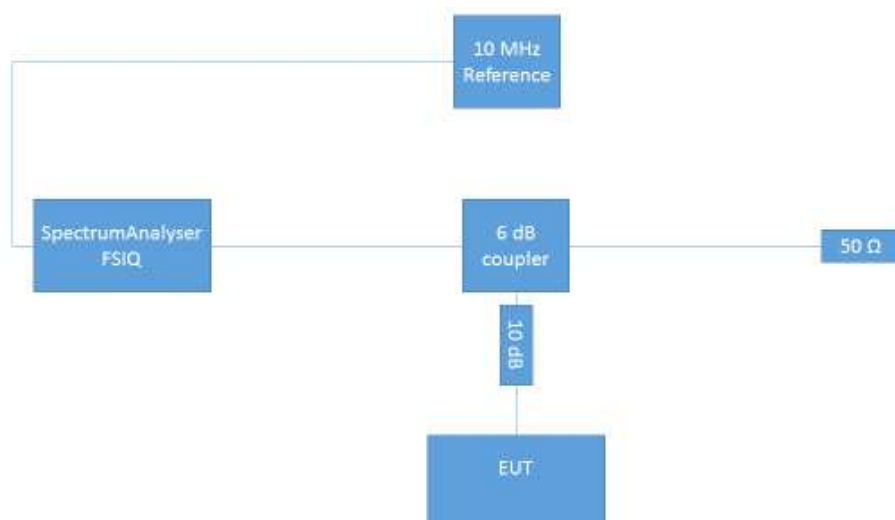 10 MHz
Reference
SpectrumAnalyser
FSIQ
6 dB
coupler
50 Ω
10 dB
EUT